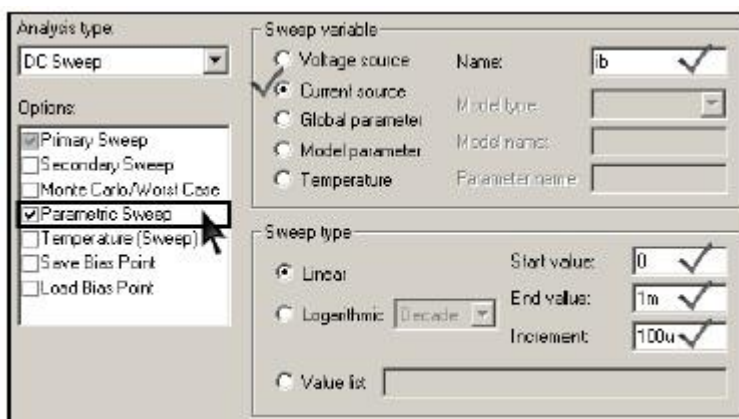 Analysis type:
DC Sweep
Options:
Primary Sweep
Secondary Sweep
Monte Carlo/Worst Case
Parametric Sweep
Temperature (Sweep)
Save Bias Point
Load Bias Point
Sweep variable
Voltage source
Current source
Global parameter
Model parameter
Temperature
Name: ib
Model type:
Model name:
Parameter name:
Sweep type
Linear
Logarithmic Decade
Value list
Start value: 0
End value: 1m
Increment: 100u